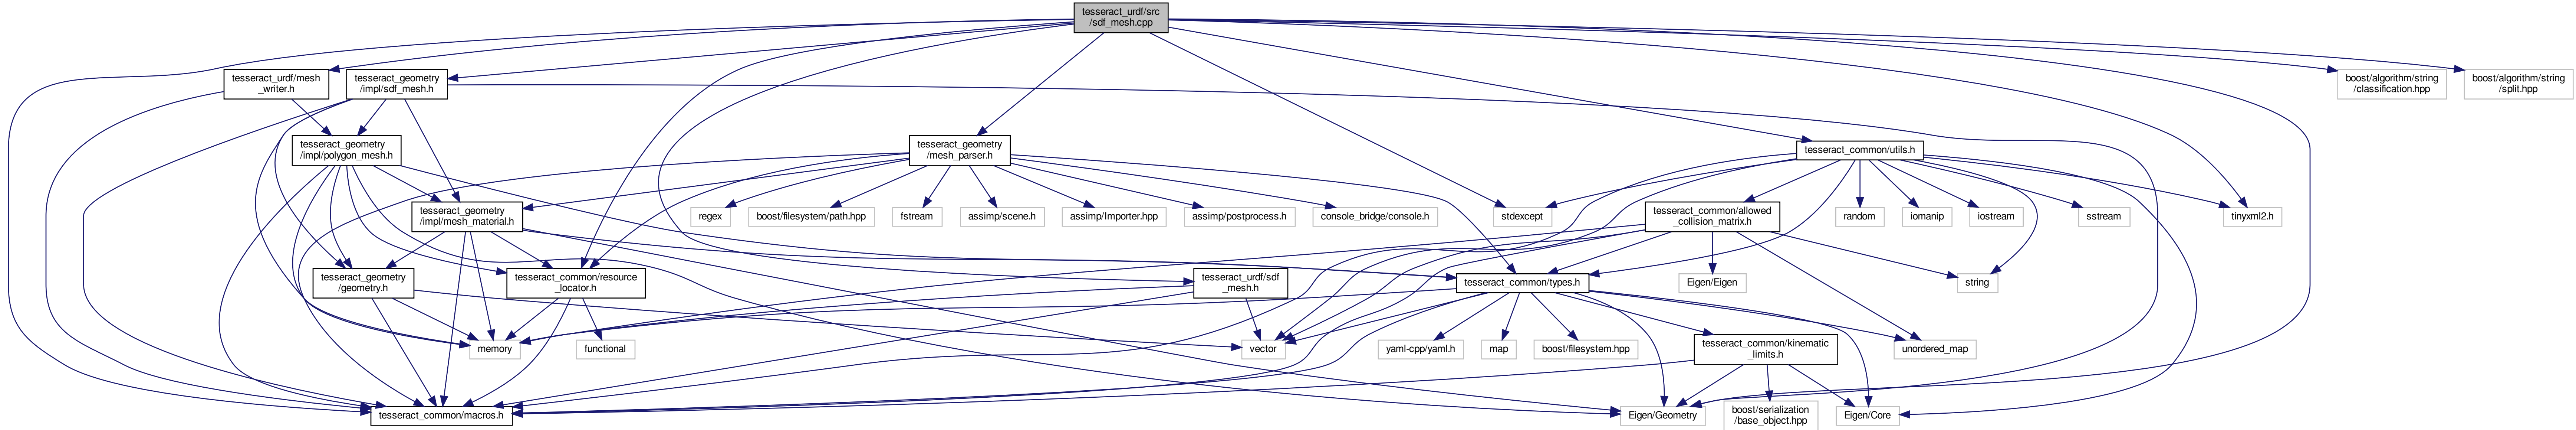 tesseract_urdf/src
/sdf_mesh.cpp
tesseract_urdf/mesh
_writer.h
tesseract_geometry
/impl/sdf_mesh.h
boost/algorithm/string
/classification.hpp
boost/algorithm/string
/split.hpp
tesseract_geometry
/impl/polygon_mesh.h
tesseract_geometry
/mesh_parser.h
tesseract_common/utils.h
tesseract_geometry
/impl/mesh_material.h
regex
boost/filesystem/path.hpp
fstream
assimp/scene.h
assimp/Importer.hpp
assimp/postprocess.h
console_bridge/console.h
stdexcept
tesseract_common/allowed
_collision_matrix.h
random
iomanip
iostream
sstream
tinyxml2.h
tesseract_geometry
/geometry.h
tesseract_common/resource
_locator.h
tesseract_urdf/sdf
_mesh.h
tesseract_common/types.h
Eigen/Eigen
string
memory
functional
vector
yaml-cpp/yaml.h
map
boost/filesystem.hpp
tesseract_common/kinematic
_limits.h
unordered_map
tesseract_common/macros.h
Eigen/Geometry
boost/serialization
/base_object.hpp
Eigen/Core